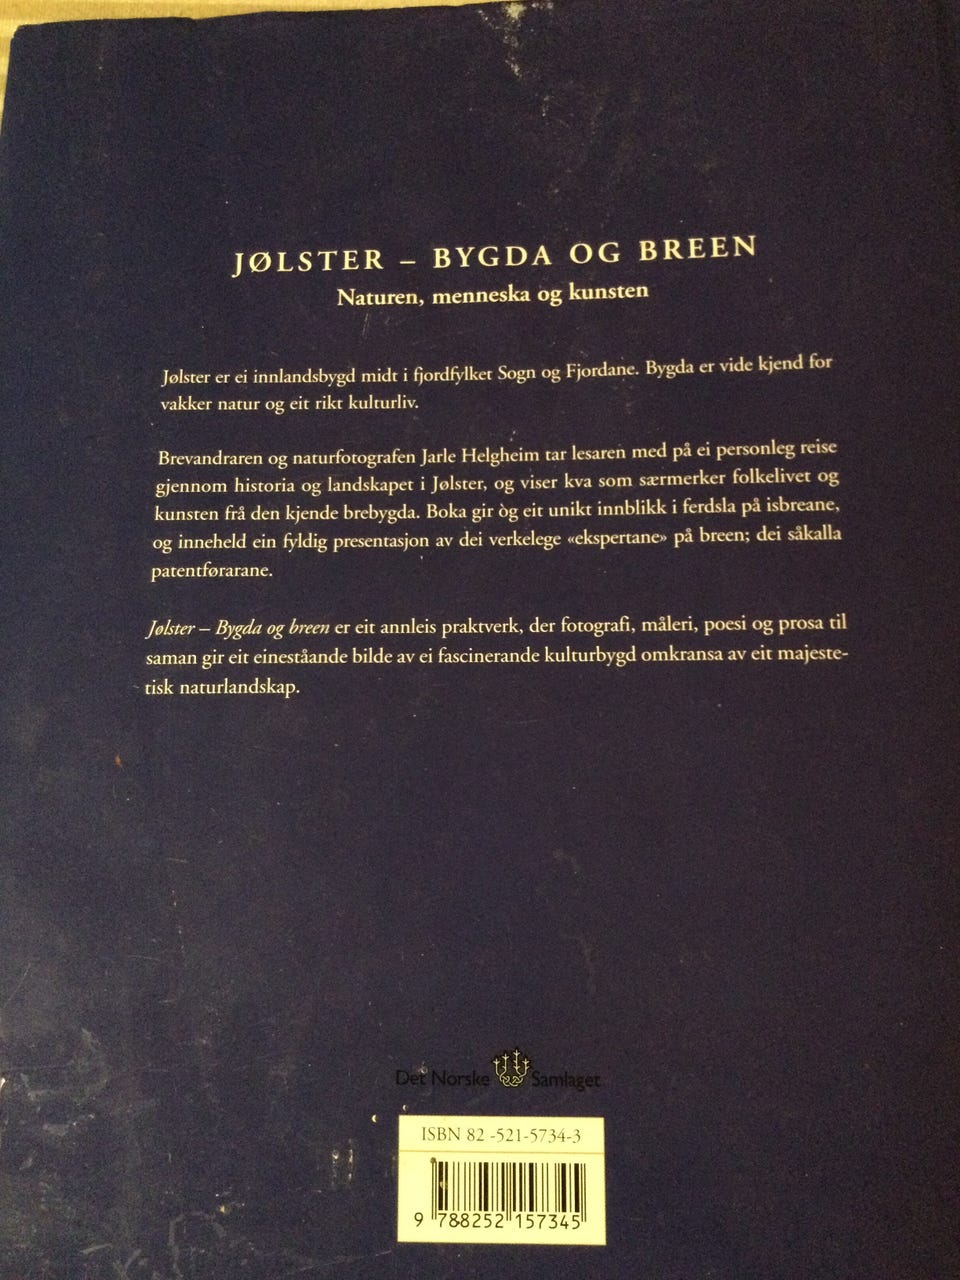 JØLSTER – BYGDA OG BREEN
Naturen, menneska og kunsten
Jølster er ei innlandsbygd midt i fjordfylket Sogn og Fjordane. Bygda er vide kjend for
vakker natur og eit rikt kulturliv.
Brevandraren og naturfotografen Jarle Helgheim tar lesaren med på ei personleg reise
gjennom historia og landskapet i Jølster, og viser kva som særmerker folkelivet og
kunsten frå den kjende brebygda. Boka gir òg eit unikt innblikk i ferdsla på isbreane,
og inneheld ein fyldig presentasjon av dei verkelege «ekspertane» på breen; dei såkalla
patentførarane.
Jølster – Bygda og breen er eit annleis praktverk, der fotografi, måleri, poesi og prosa til
saman gir eit eineståande bilde av ei fascinerande kulturbygd omkransa av eit majeste-
tisk naturlandskap.
Det Norske Samlaget
ISBN 82 -521-5734-3
9 788252 157345